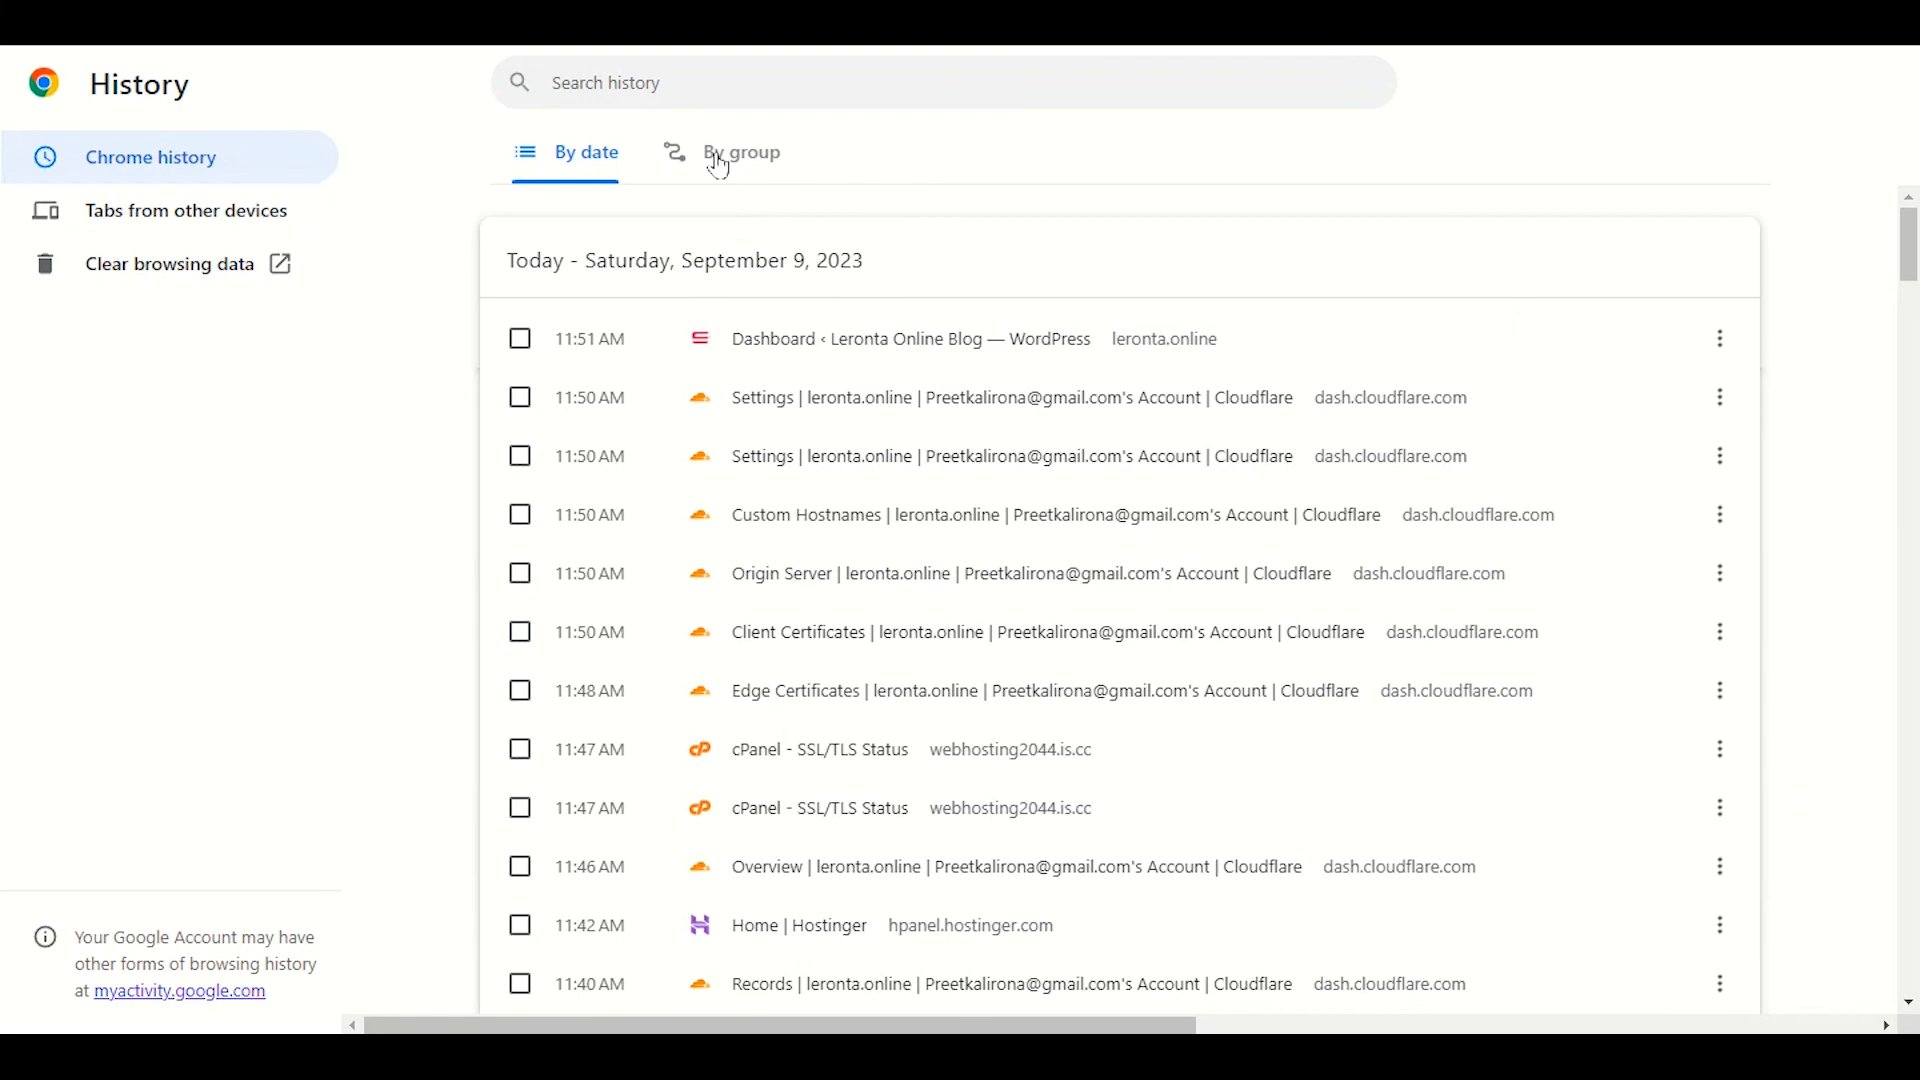 History
Search history
Chrome history
Tabs from other devices
Clear browsing data
By date
By group
Today - Saturday, September 9, 2023
11:51 AM Dashboard ‹ Leronta Online Blog — WordPress leronta.online
11:50 AM Settings | leronta.online | Preetkalirona@gmail.com's Account | Cloudflare dash.cloudflare.com
11:50 AM Settings | leronta.online | Preetkalirona@gmail.com's Account | Cloudflare dash.cloudflare.com
11:50 AM Custom Hostnames | leronta.online | Preetkalirona@gmail.com's Account | Cloudflare dash.cloudflare.com
11:50 AM Origin Server | leronta.online | Preetkalirona@gmail.com's Account | Cloudflare dash.cloudflare.com
11:50 AM Client Certificates | leronta.online | Preetkalirona@gmail.com's Account | Cloudflare dash.cloudflare.com
11:48 AM Edge Certificates | leronta.online | Preetkalirona@gmail.com's Account | Cloudflare dash.cloudflare.com
11:47 AM cPanel - SSL/TLS Status webhosting2044.is.cc
11:47 AM cPanel - SSL/TLS Status webhosting2044.is.cc
11:46 AM Overview | leronta.online | Preetkalirona@gmail.com's Account | Cloudflare dash.cloudflare.com
11:42 AM Home | Hostinger hpanel.hostinger.com
11:40 AM Records | leronta.online | Preetkalirona@gmail.com's Account | Cloudflare dash.cloudflare.com
Your Google Account may have
other forms of browsing history
at myactivity.google.com